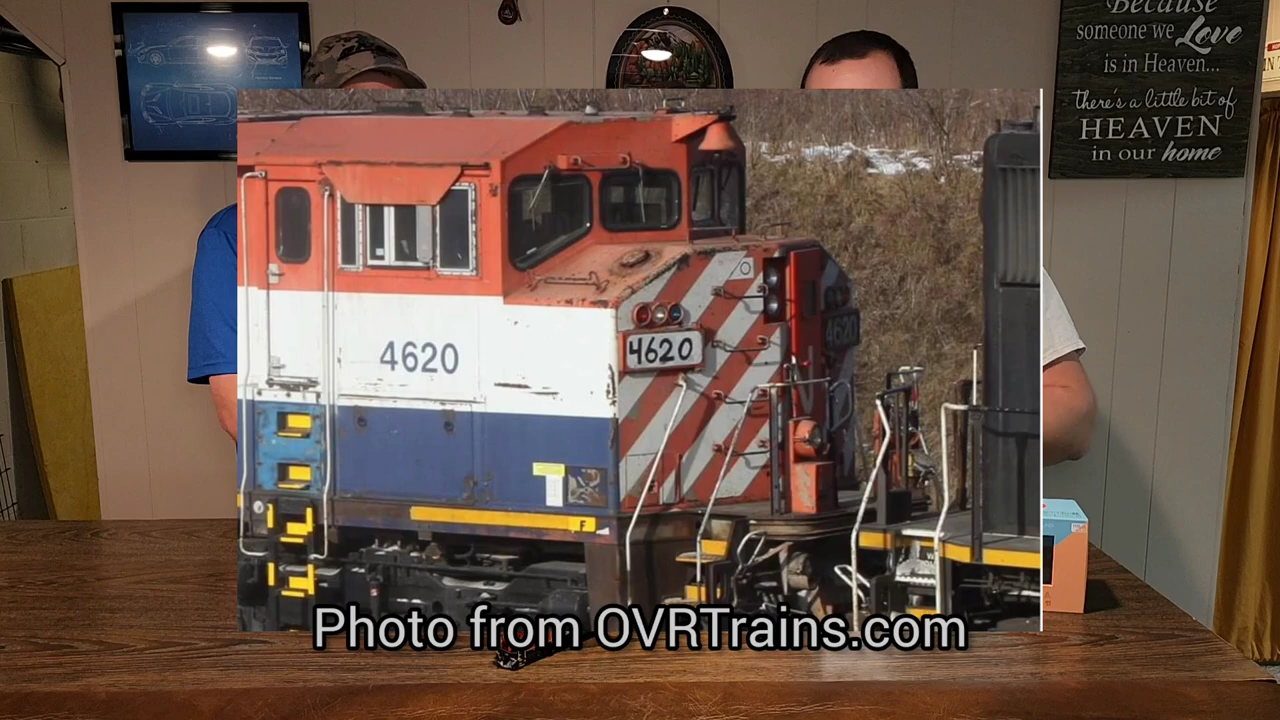 Because
someone we Love
is in Heaven...
there's a little bit of
HEAVEN
in our home
4620
4620
4620
F
Photo from OVRTrains.com